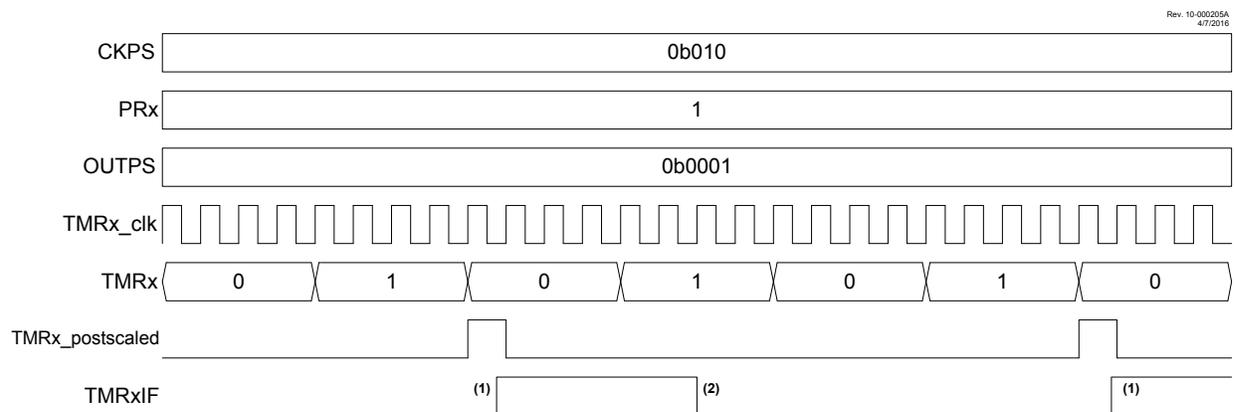 Rev. 10-000205A
4/7/2016
CKPS 0b010
PRx 1
OUTPS 0b0001
TMRx_clk
TMRx 0 1 0 1 0 1 0
TMRx_postscaled
TMRxIF (1) (2) (1)